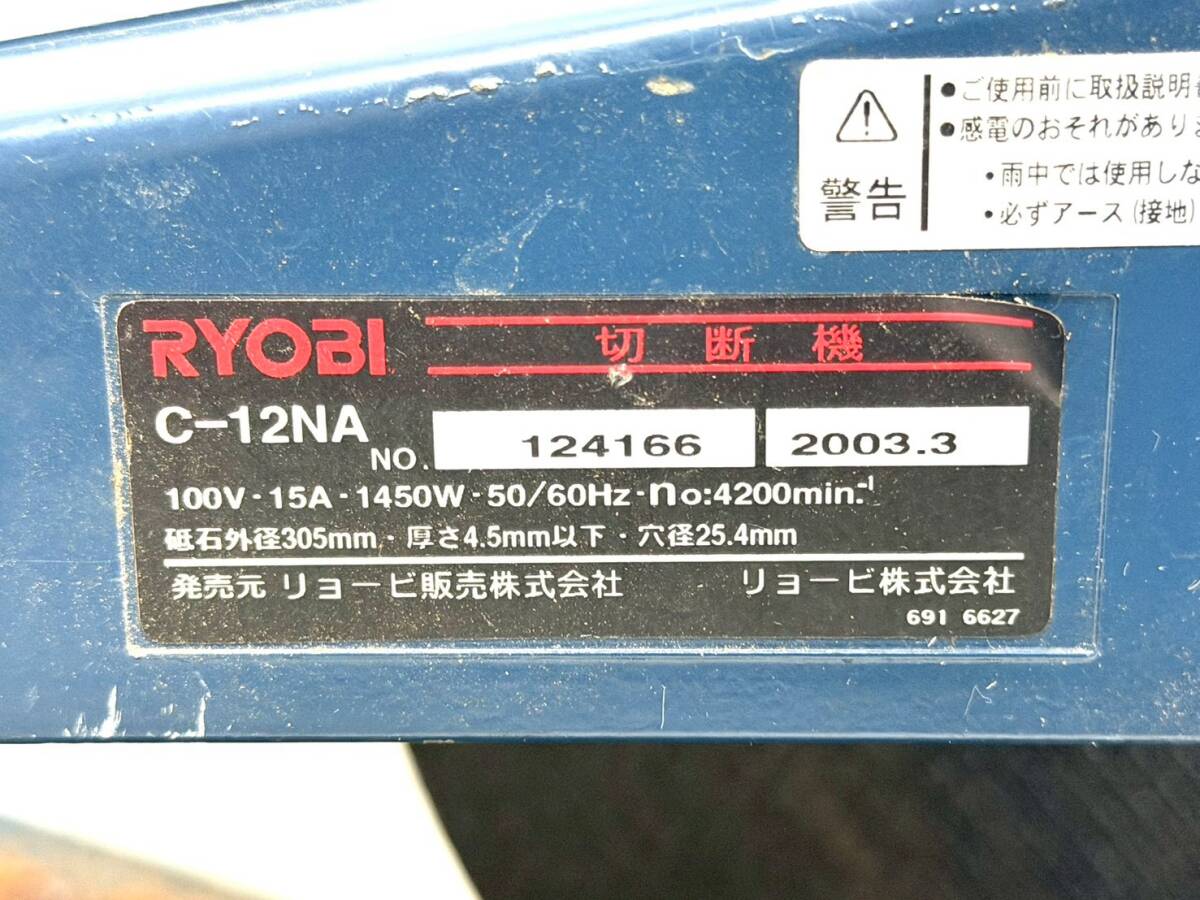 ●ご使用前に取扱説明
●感電のおそれがあり
・雨中では使用しな
・必ずアース(接地)
警告
RYOBI 切断機
C-12NA NO. 124166 2003.3
100V・15A・1450W・50/60Hz・no:4200min.-1
砥石外径305mm・厚さ4.5mm以下・穴径25.4mm
発売元 リョービ販売株式会社 リョービ株式会社
691 6627